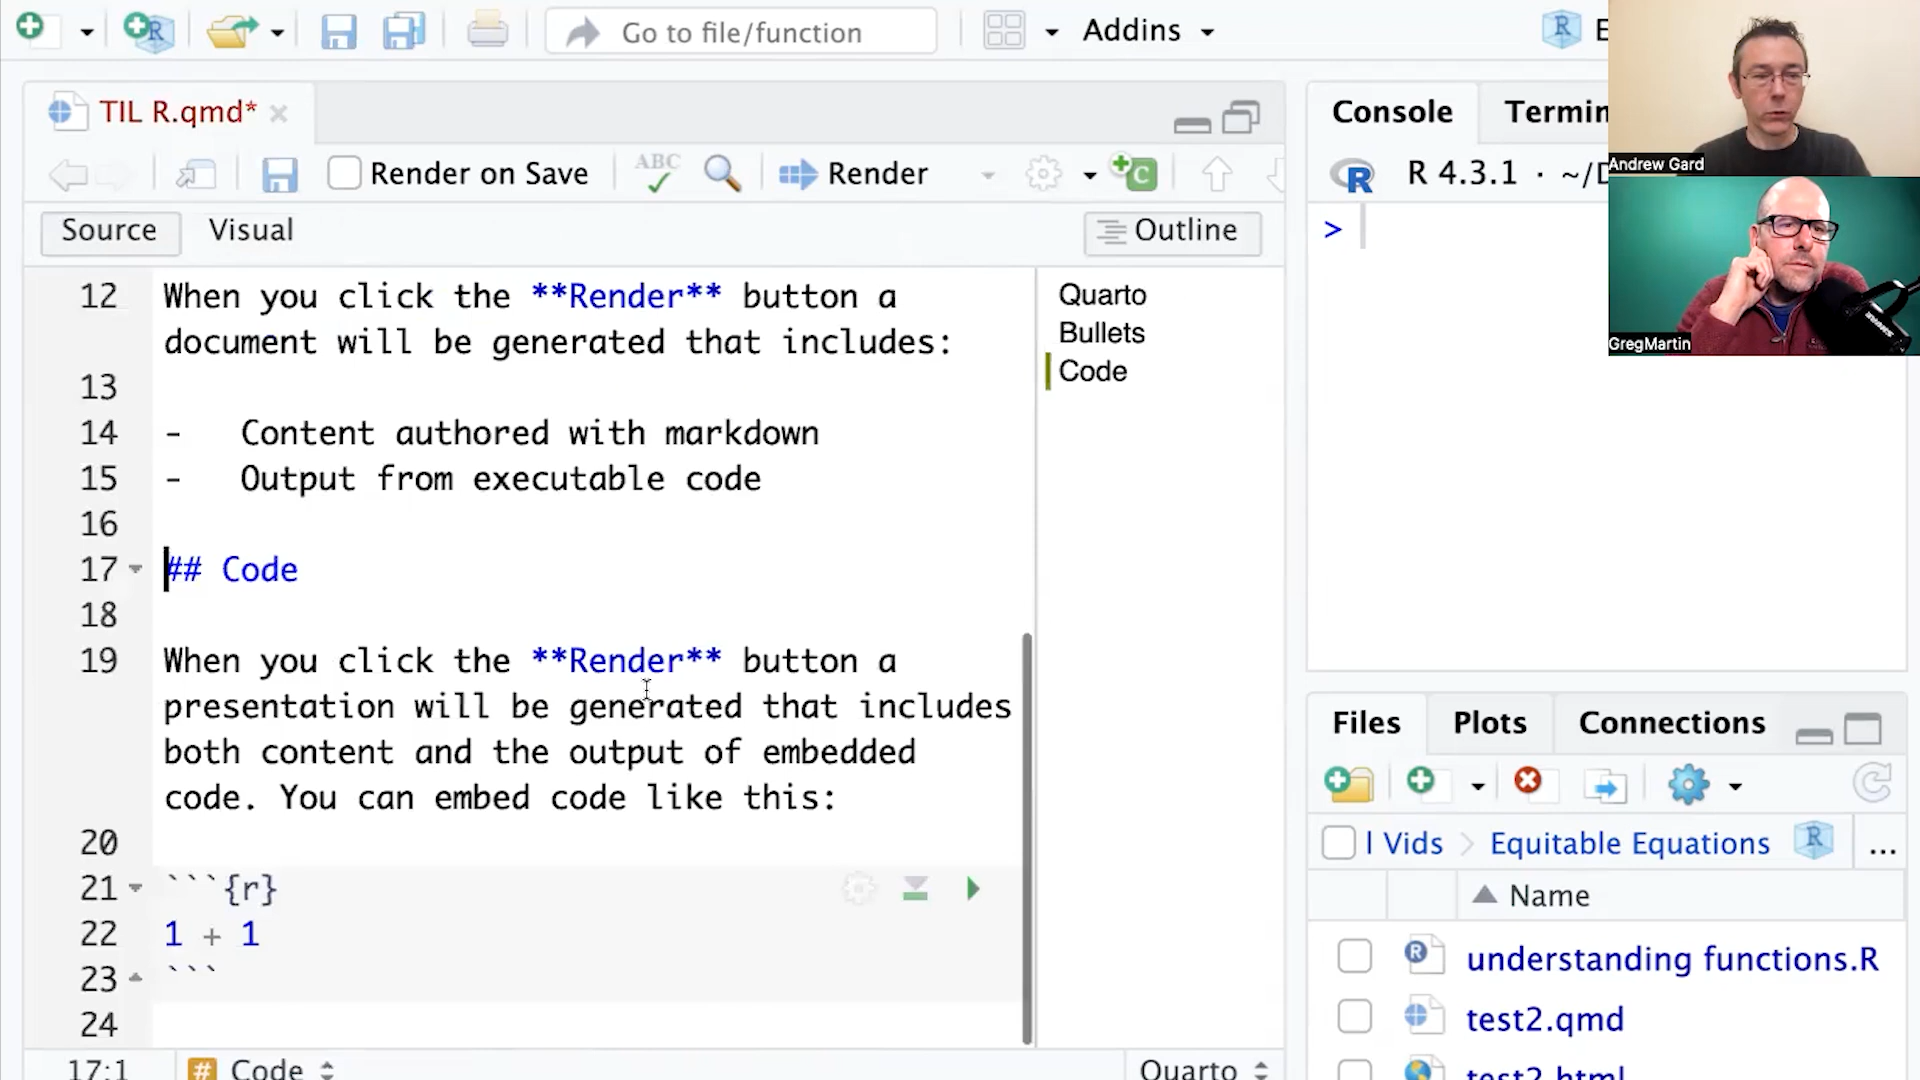 Go to file/function
Addins
TIL R.qmd*
Render on Save
ABC
Render
Source
Visual
Outline
12 When you click the **Render** button a
document will be generated that includes:
13
14 - Content authored with markdown
15 - Output from executable code
16
17 ## Code
18
19 When you click the **Render** button a
presentation will be generated that includes
both content and the output of embedded
code. You can embed code like this:
20
21 ```{r}
22 1 + 1
23 ```
24
17:1
# Code
Quarto
Quarto
Bullets
Code
Console
Termin
R 4.3.1 · ~/D
>
Andrew Gard
GregMartin
Files
Plots
Connections
l Vids
Equitable Equations
...
Name
understanding functions.R
test2.qmd
test2.html